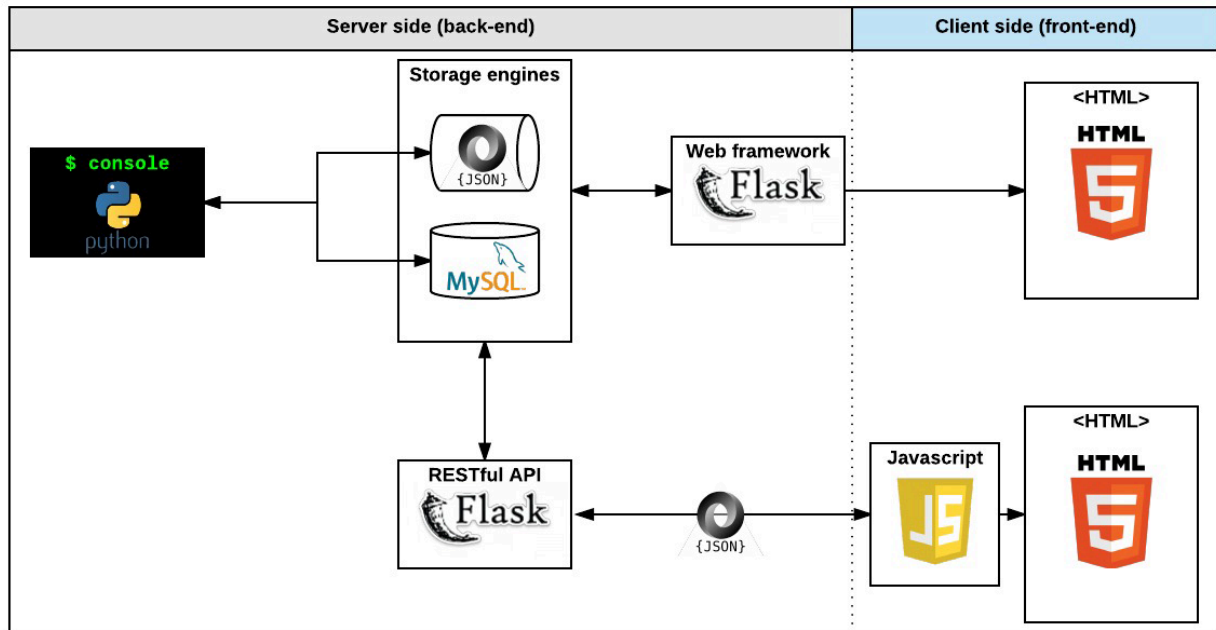 Server side (back-end)
Client side (front-end)
Storage engines
<HTML>
$ console
python
{JSON}
Web framework
Flask
HTML
5
MySQL
RESTful API
Flask
{JSON}
Javascript
JS
<HTML>
HTML
5